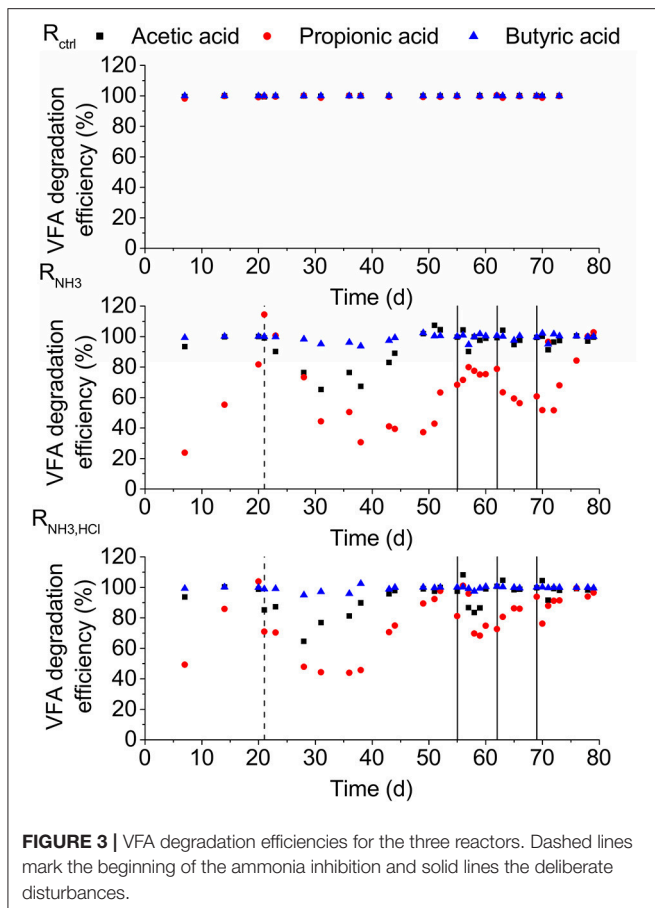 R_ctrl ■ Acetic acid ● Propionic acid ▲ Butyric acid
VFA degradation
efficiency (%)
120
100
80
60
40
20
0
0 10 20 30 40 50 60 70 80
Time (d)
R_NH3
VFA degradation
efficiency (%)
120
100
80
60
40
20
0
0 10 20 30 40 50 60 70 80
Time (d)
R_NH3,HCl
VFA degradation
efficiency (%)
120
100
80
60
40
20
0
0 10 20 30 40 50 60 70 80
Time (d)
FIGURE 3 | VFA degradation efficiencies for the three reactors. Dashed lines
mark the beginning of the ammonia inhibition and solid lines the deliberate
disturbances.